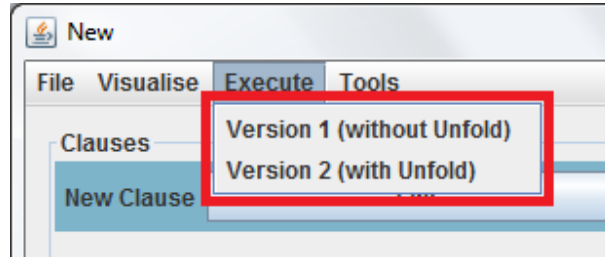 New
File Visualise Execute Tools
Version 1 (without Unfold)
Clauses
Version 2 (with Unfold)
New Clause